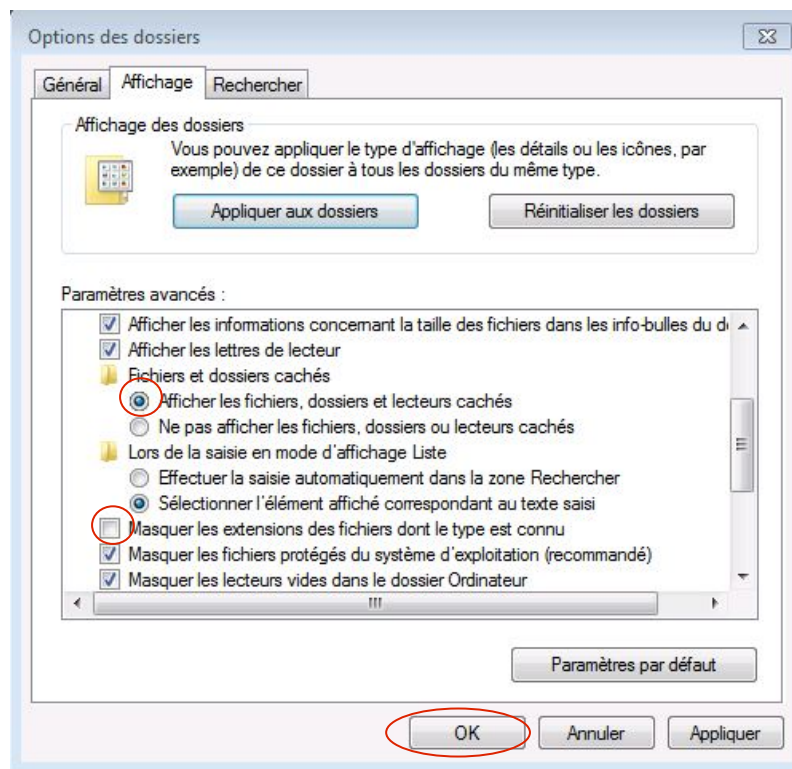 Options des dossiers
Général Affichage Rechercher
Affichage des dossiers
Vous pouvez appliquer le type d'affichage (les détails ou les icônes, par
exemple) de ce dossier à tous les dossiers du même type.
Appliquer aux dossiers Réinitialiser les dossiers
Paramètres avancés :
Afficher les informations concernant la taille des fichiers dans les info-bulles du
Afficher les lettres de lecteur
Fichiers et dossiers cachés
Afficher les fichiers, dossiers et lecteurs cachés
Ne pas afficher les fichiers, dossiers ou lecteurs cachés
Lors de la saisie en mode d'affichage Liste
Effectuer la saisie automatiquement dans la zone Rechercher
Sélectionner l'élément affiché correspondant au texte saisi
Masquer les extensions des fichiers dont le type est connu
Masquer les fichiers protégés du système d'exploitation (recommandé)
Masquer les lecteurs vides dans le dossier Ordinateur
Paramètres par défaut
OK Annuler Appliquer